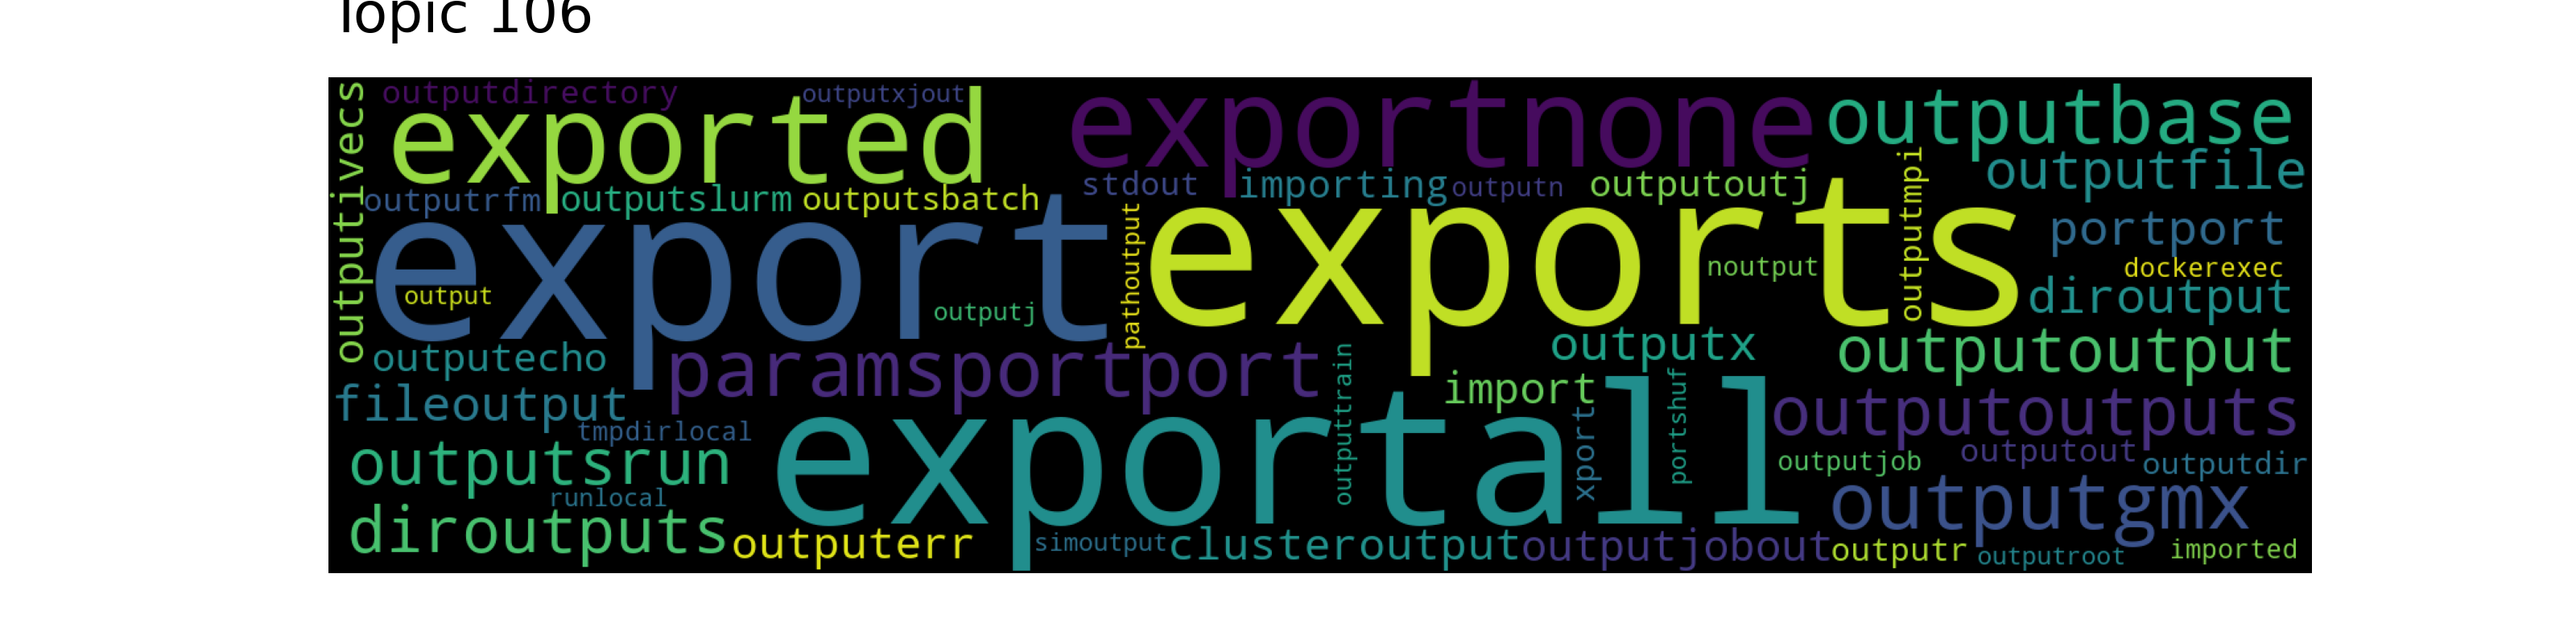 Topic 106
outputdirectory
outputxjout
exported
exportnone
outputbase
outputivecs
outputrfm
outputslurm
outputsbatch
stdout
importing
outputn
outputoutj
outputmpi
outputfile
export
output
outputj
pathoutput
exports
noutput
portport
dockerexec
diroutput
outputecho
paramsportport
outputtrain
outputx
import
portshuf
outputoutput
fileoutput
tmpdirlocal
exportall
xport
outputoutputs
outputsrun
runlocal
outputjob
outputout
outputdir
diroutputs
outputerr
simoutput
clusteroutput
outputjobout
outputgmx
outputr
outputroot
imported